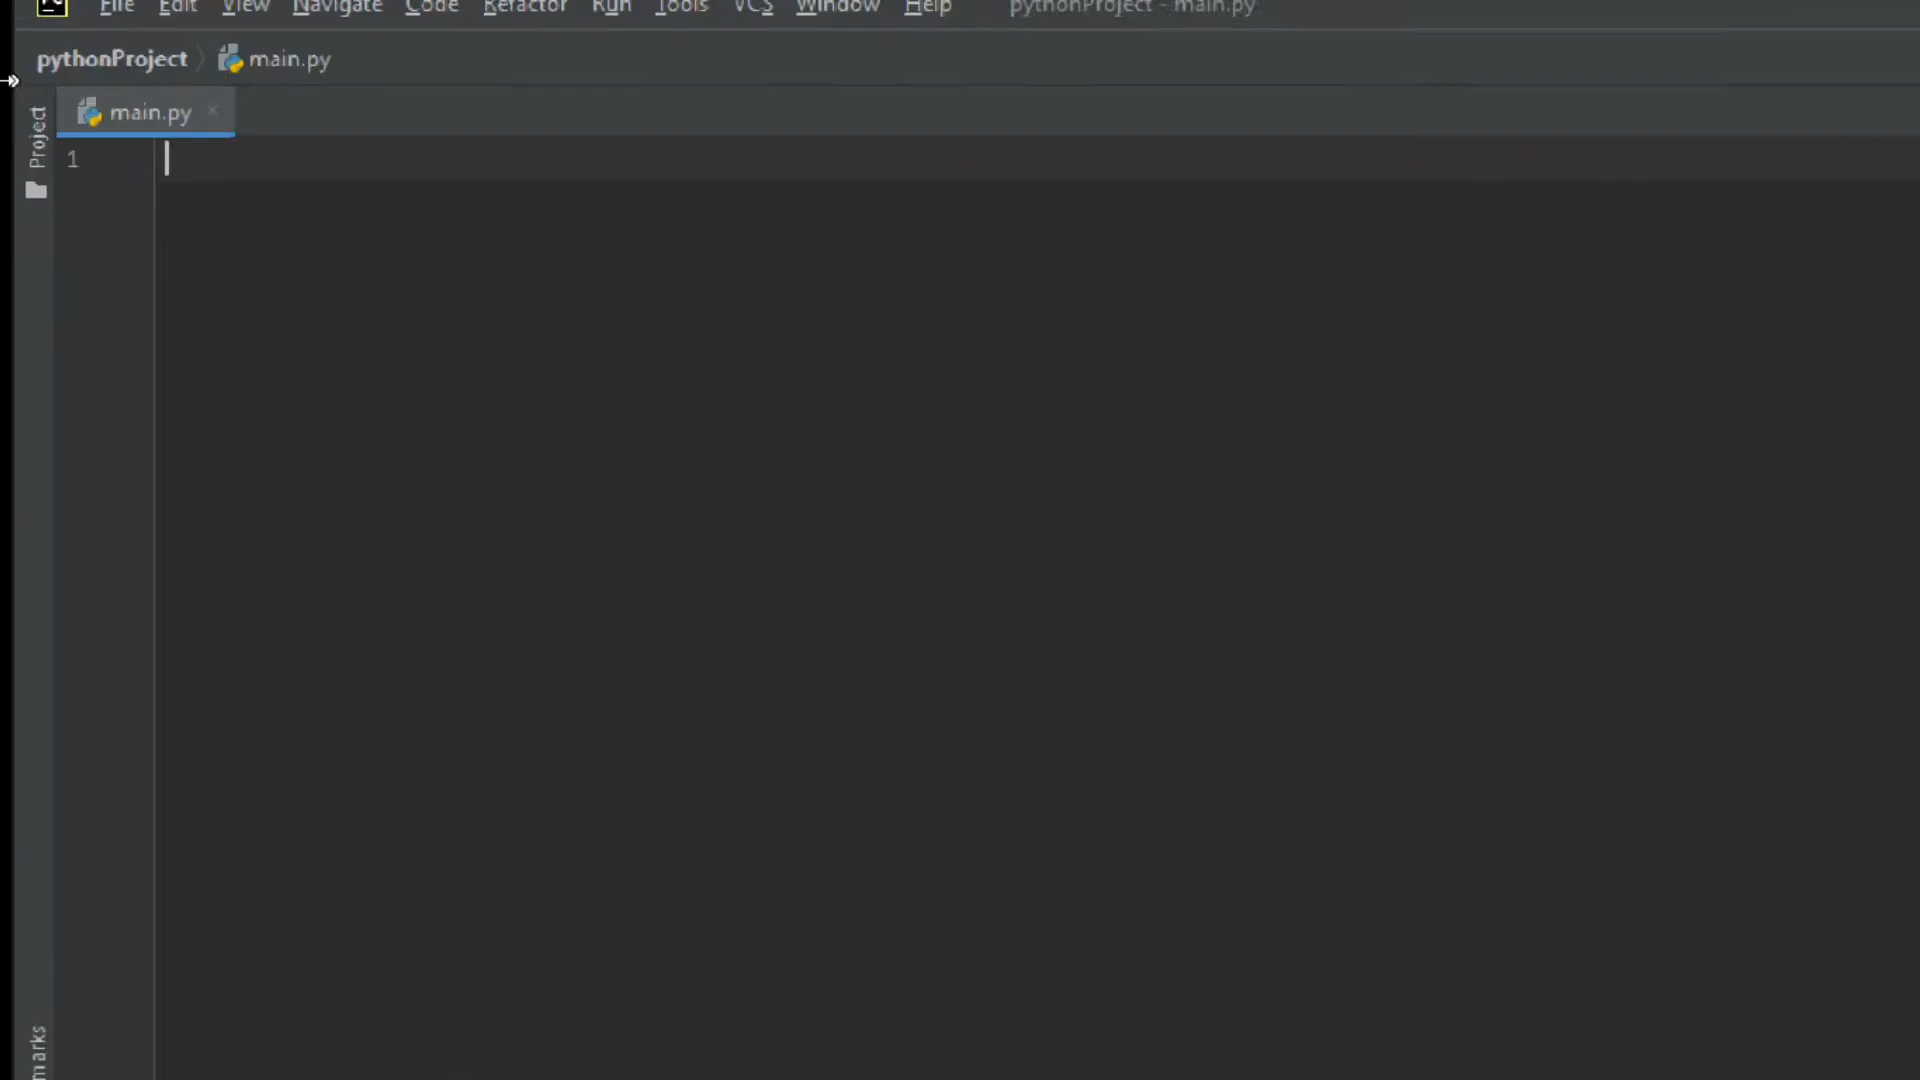 File Edit View Navigate Code Refactor Run Tools VCS Window Help pythonProject - main.py
pythonProject main.py
main.py
Project
1
marks